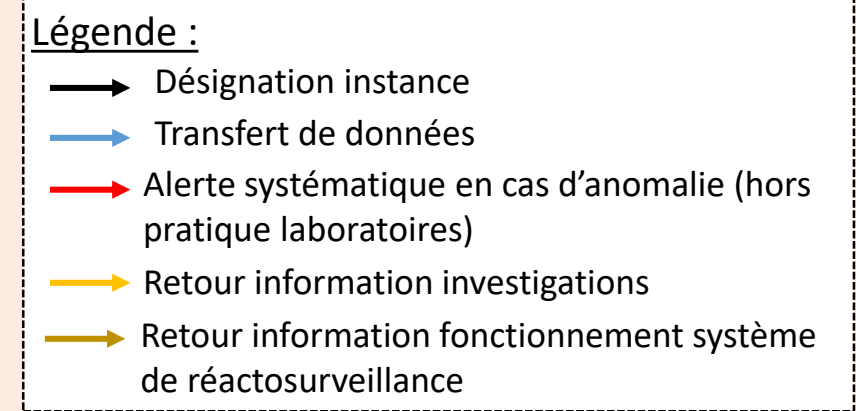 Légende :
Désignation instance
Transfert de données
Alerte systématique en cas d’anomalie (hors
pratique laboratoires)
Retour information investigations
Retour information fonctionnement système
de réactosurveillance